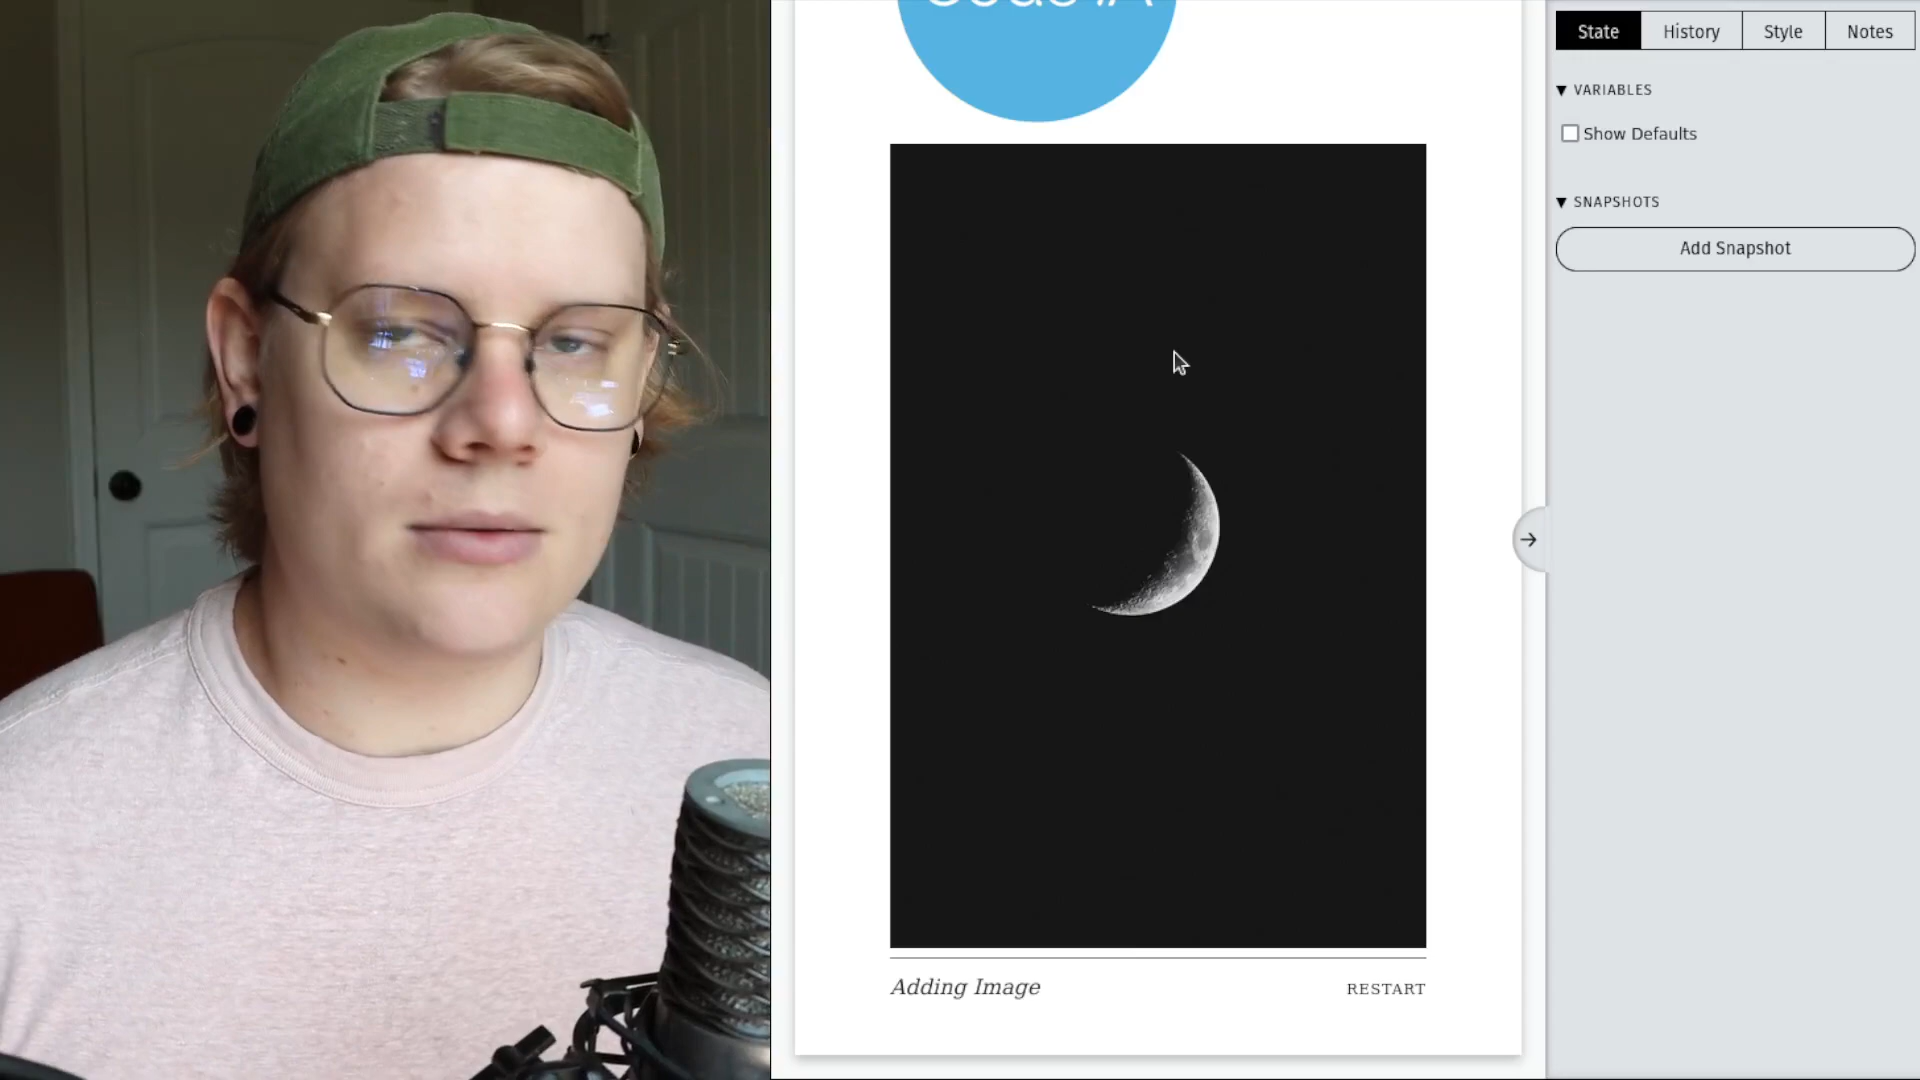 State History Style Notes
▼ VARIABLES
Show Defaults
▼ SNAPSHOTS
Add Snapshot
Adding Image
RESTART